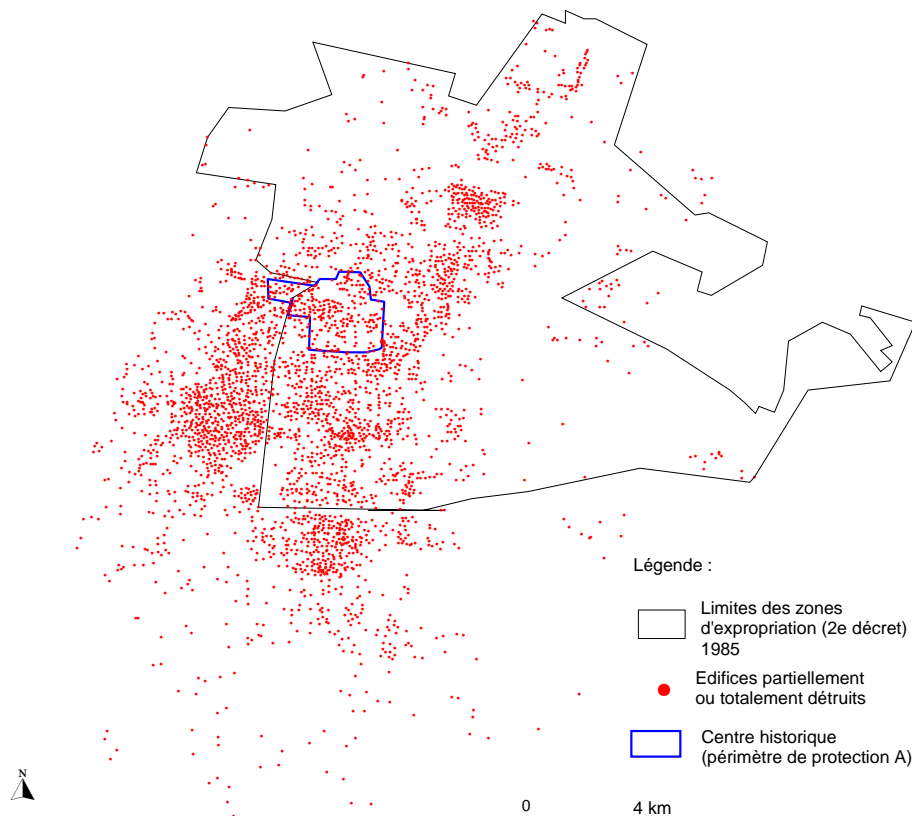 Légende :
Limites des zones
d'expropriation (2e décret)
1985
Edifices partiellement
ou totalement détruits
Centre historique
(périmètre de protection A)
N
0 4 km